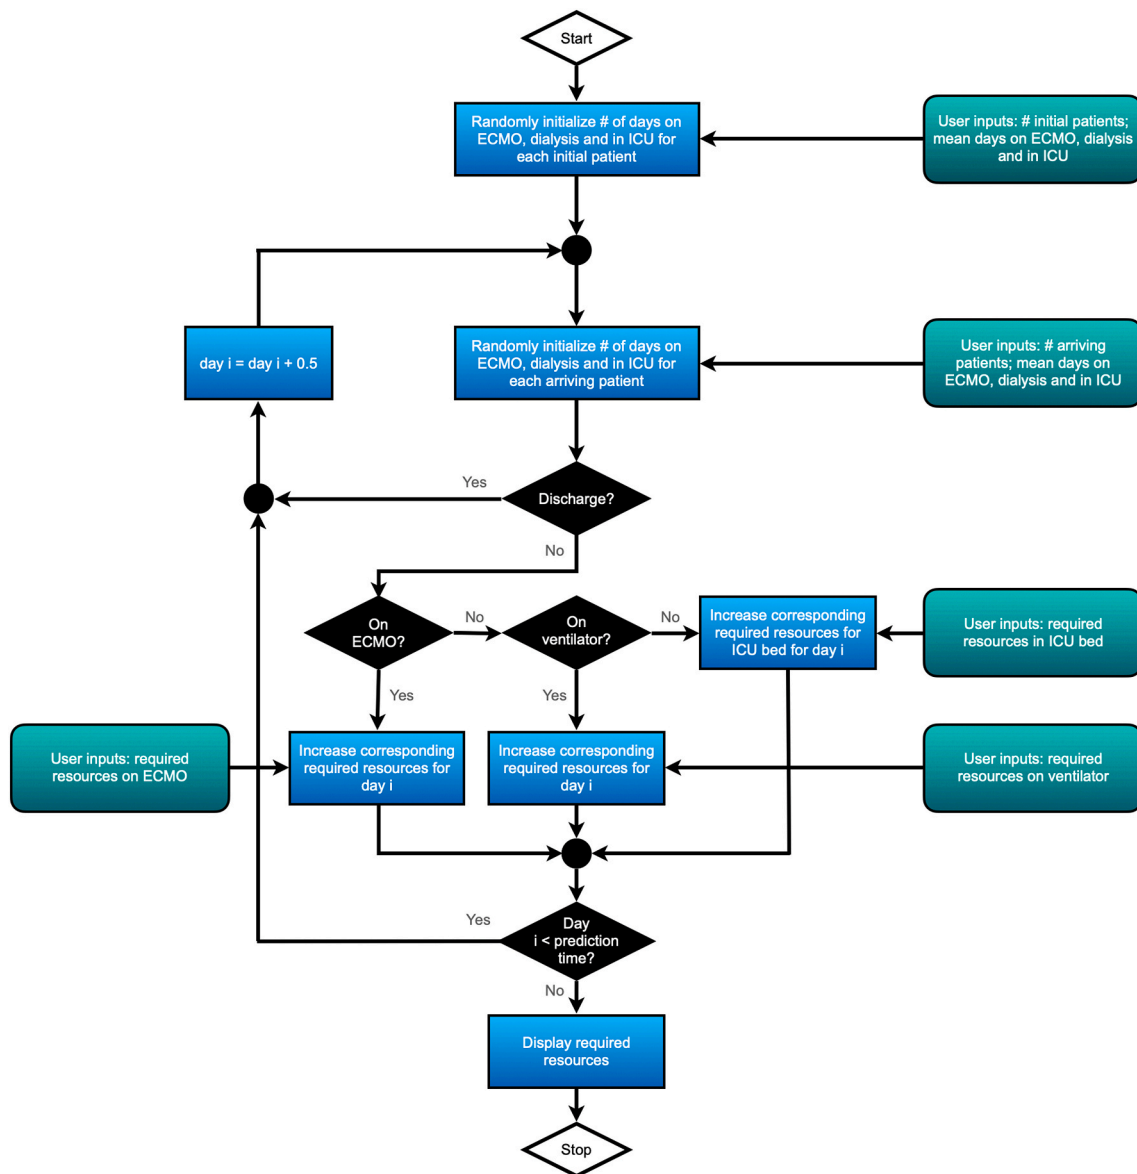 Start
Randomly initialize # of days on
ECMO, dialysis and in ICU for
each initial patient
User inputs: # initial patients;
mean days on ECMO, dialysis
and in ICU
day i = day i + 0.5
Randomly initialize # of days on
ECMO, dialysis and in ICU for
each arriving patient
User inputs: # arriving
patients; mean days on
ECMO, dialysis and in ICU
Yes
Discharge?
No
On
ECMO?
No
On
ventilator?
No
Increase corresponding
required resources for
ICU bed for day i
User inputs: required
resources in ICU bed
Yes
Yes
User inputs: required
resources on ECMO
Increase corresponding
required resources for
day i
Increase corresponding
required resources for
day i
User inputs: required
resources on ventilator
Yes
Day
i < prediction
time?
No
Display required
resources
Stop